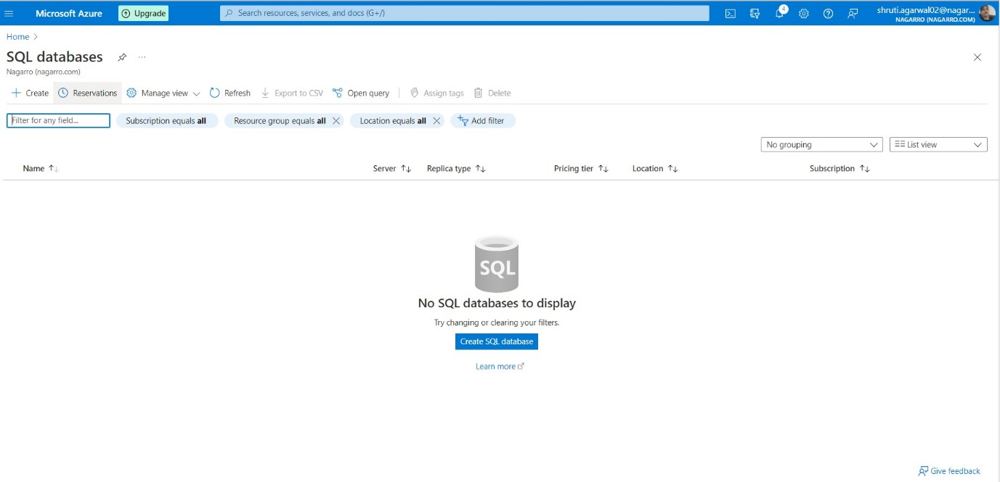 Microsoft Azure
Upgrade
Search resources, services, and docs (G+/)
4
shruti.agarwal02@nagar...
NAGARRO (NAGARRO.COM)
Home
SQL databases
...
Nagarro (nagarro.com)
Create
Reservations
Manage view
Refresh
Export to CSV
Open query
Assign tags
Delete
Filter for any field...
Subscription equals all
Resource group equals all
Location equals all
Add filter
No grouping
List view
Name
Server
Replica type
Pricing tier
Location
Subscription
SQL
No SQL databases to display
Try changing or clearing your filters.
Create SQL database
Learn more
Give feedback